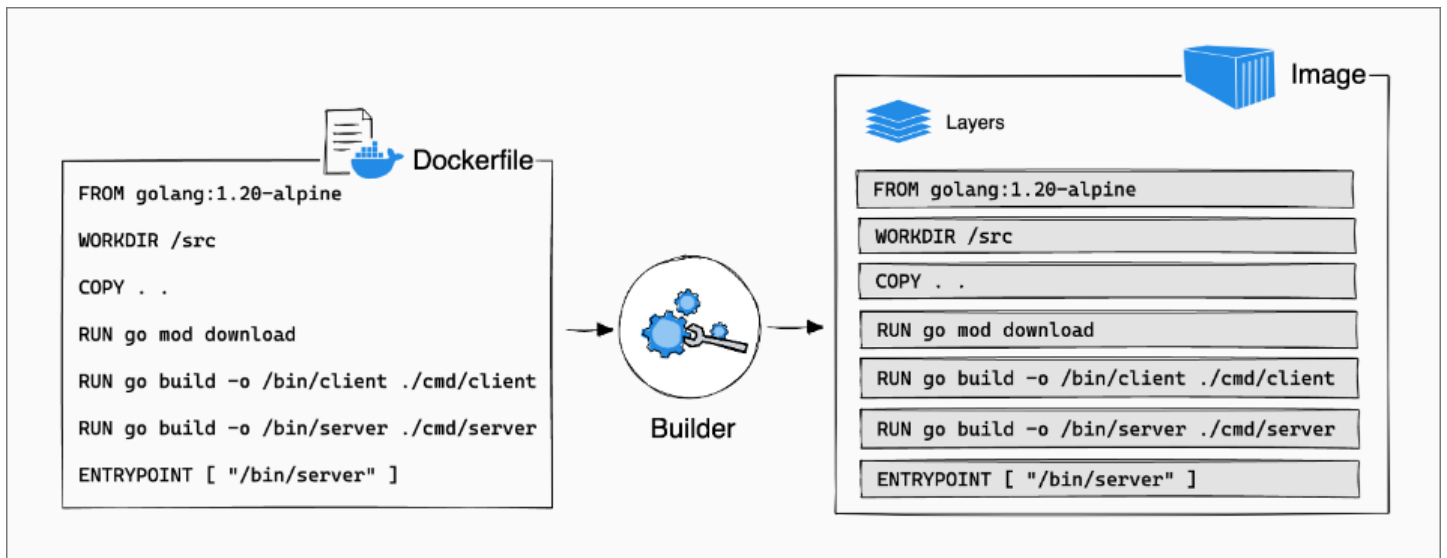 Dockerfile
FROM golang:1.20-alpine
WORKDIR /src
COPY . .
RUN go mod download
RUN go build -o /bin/client ./cmd/client
RUN go build -o /bin/server ./cmd/server
ENTRYPOINT [ "/bin/server" ]
Builder
Image
Layers
FROM golang:1.20-alpine
WORKDIR /src
COPY . .
RUN go mod download
RUN go build -o /bin/client ./cmd/client
RUN go build -o /bin/server ./cmd/server
ENTRYPOINT [ "/bin/server" ]